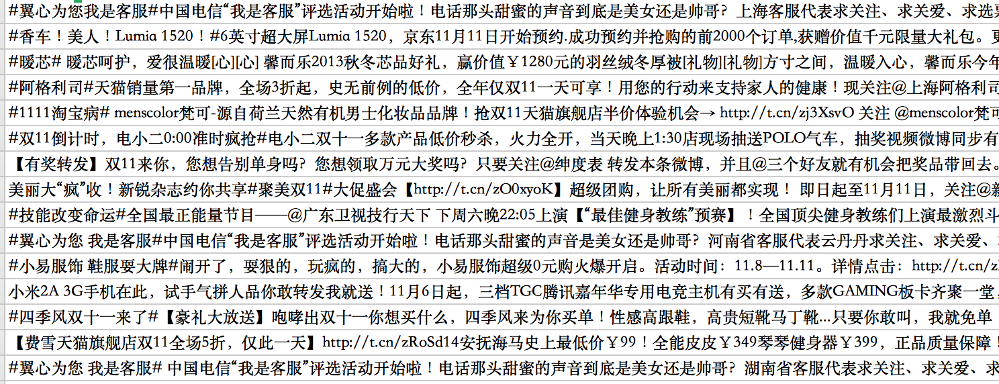 #翼心为您我是客服#中国电信“我是客服”评选活动开始啦！电话那头甜蜜的声音到底是美女还是帅哥？上海客服代表求关注、求关爱、求选
#香车！美人！Lumia 1520！#6英寸超大屏Lumia 1520，京东11月11日开始预约.成功预约并抢购的前2000个订单,获赠价值千元限量大礼包。更
#暖芯# 暖芯呵护，爱很温暖[心][心] 馨而乐2013秋冬芯品好礼，赢价值￥1280元的羽丝绒冬厚被[礼物][礼物]方寸之间，温暖入心，馨而乐今年
#阿格利司#天猫销量第一品牌，全场3折起，史无前例的低价，全年仅双11一天可享！用您的行动来支持家人的健康！现关注@上海阿格利司
#1111淘宝病# menscolor梵可-源自荷兰天然有机男士化妆品品牌！抢双11天猫旗舰店半价体验机会→ http://t.cn/zj3XsvO 关注 @menscolor梵可
#双11倒计时，电小二0:00准时疯抢#电小二双十一多款产品低价秒杀，火力全开，当天晚上1:30店现场抽送POLO气车，抽奖视频微博同步有
【有奖转发】双11来你，您想告别单身吗？您想领取万元大奖吗？只要关注@绅度表 转发本条微博，并且@三个好友就有机会把奖品带回去。
美丽大“疯”收！新锐杂志约你共享#聚美双11#大促盛会【http://t.cn/zO0xyoK】超级团购，让所有美丽都实现！ 即日起至11月11日，关注@新
#技能改变命运#全国最正能量节目——@广东卫视技行天下 下周六晚22:05上演【“最佳健身教练”预赛】！全国顶尖健身教练们上演最激烈斗
#翼心为您 我是客服#中国电信“我是客服”评选活动开始啦！电话那头甜蜜的声音是美女还是帅哥？河南省客服代表云丹丹求关注、求关爱、
#小易服饰 鞋服耍大牌#闹开了，耍狠的，玩疯的，搞大的，小易服饰超级0元购火爆开启。活动时间：11.8—11.11。详情点击：http://t.cn/z
小米2A 3G手机在此，试手气拼人品你敢转发我就送！11月6日起，三档TGC腾讯嘉年华专用电竞主机有买有送，多款GAMING板卡齐聚一堂，
#四季风双十一来了#【豪礼大放送】咆哮出双十一你想买什么，四季风来为你买单！性感高跟鞋，高贵短靴马丁靴...只要你敢叫，我就免单
【费雪天猫旗舰店双11全场5折，仅此一天】http://t.cn/zRoSd14安抚海马史上最低价￥99！全能皮皮￥349琴琴健身器￥399，正品质量保障！
#翼心为您 我是客服# 中国电信“我是客服”评选活动开始啦！电话那头甜蜜的声音到底是美女还是帅哥？湖南省客服代表求关注、求关爱、求